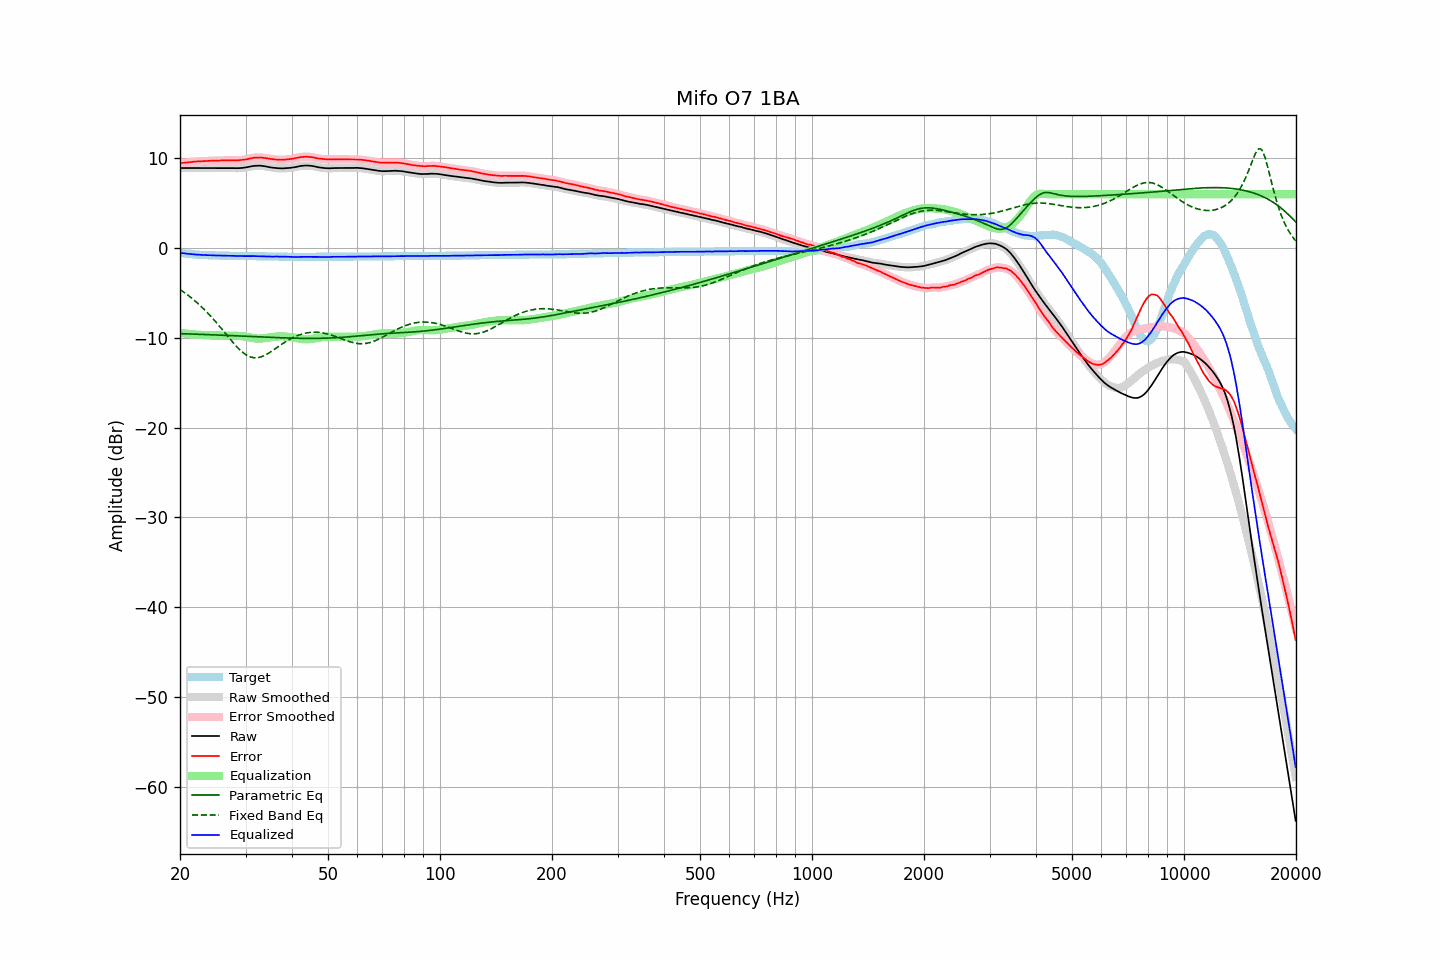 Mifo O7 1BA
Amplitude (dBr)
10
0
−10
−20
−30
−40
−50
−60
Target
Raw Smoothed
Error Smoothed
Raw
Error
Equalization
Parametric Eq
Fixed Band Eq
Equalized
20 50 100 200 500 1000 2000 5000 10000 20000
Frequency (Hz)